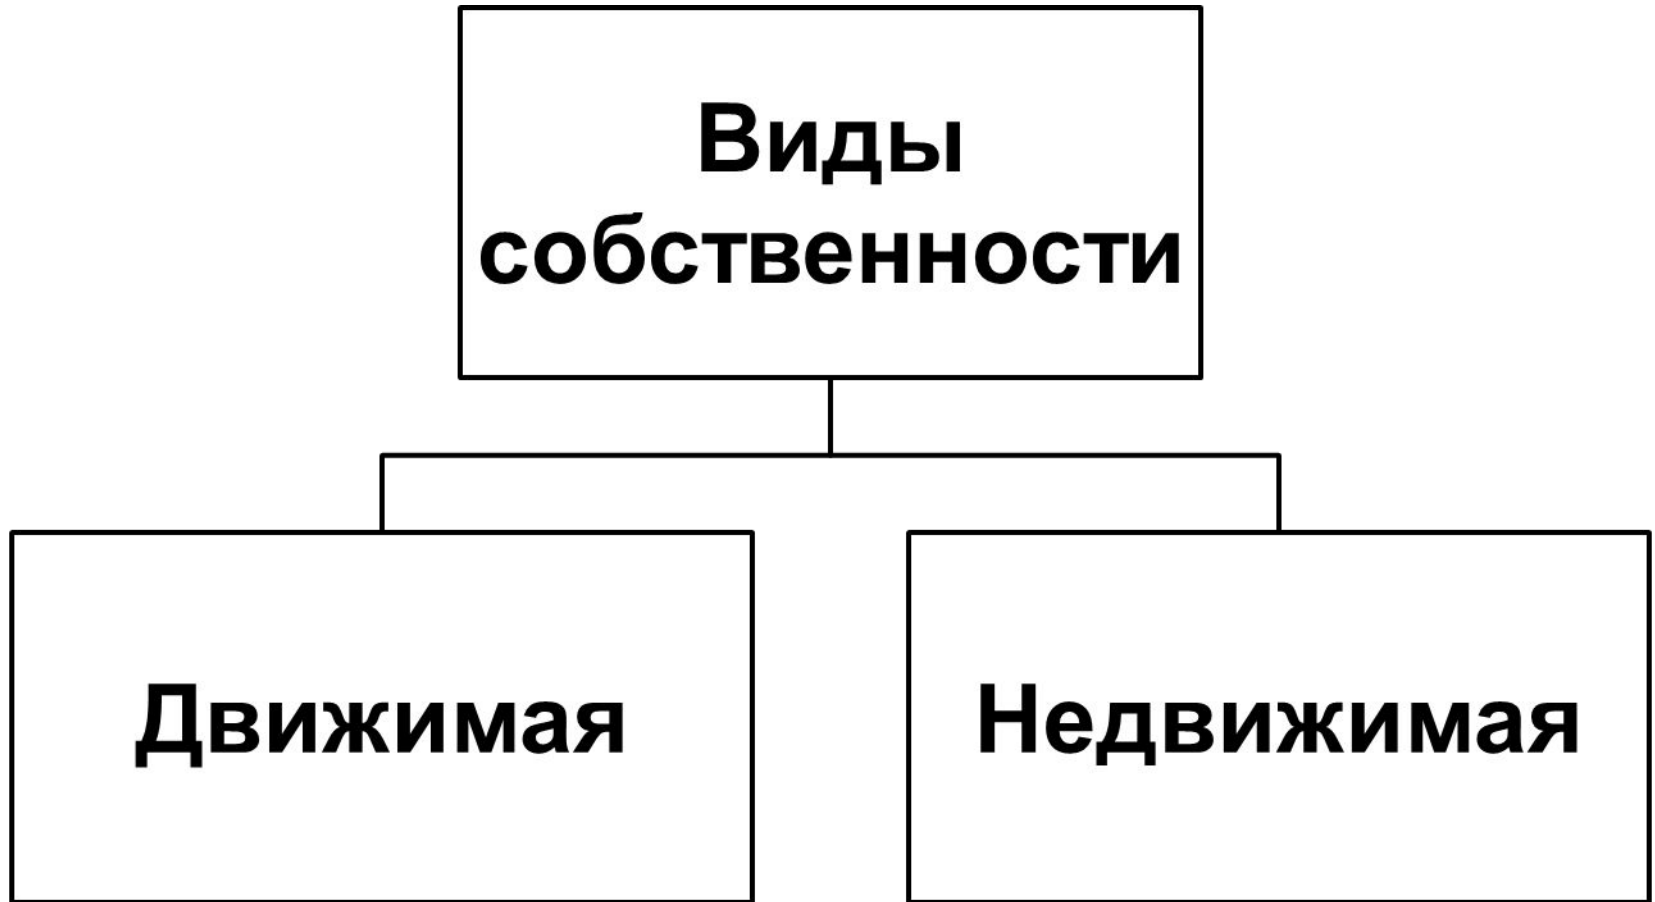 Виды
собственности
Движимая
Недвижимая